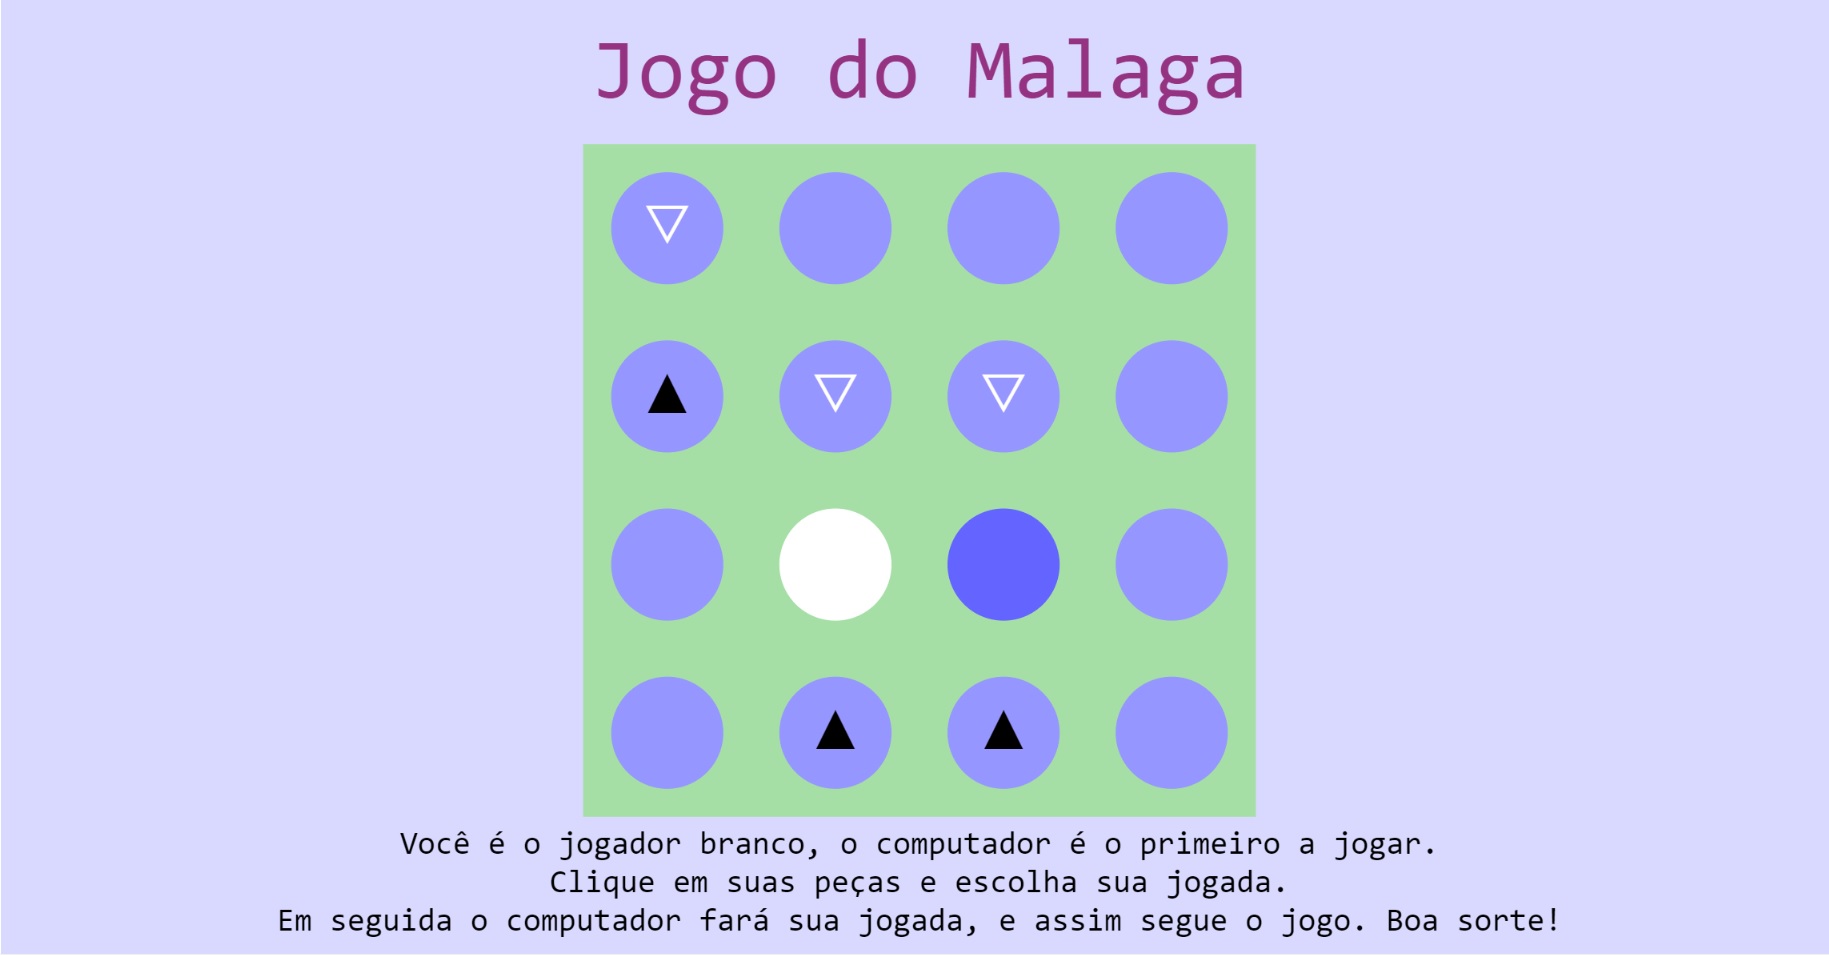 Jogo do Malaga
Você é o jogador branco, o computador é o primeiro a jogar.
Clique em suas peças e escolha sua jogada.
Em seguida o computador fará sua jogada, e assim segue o jogo. Boa sorte!